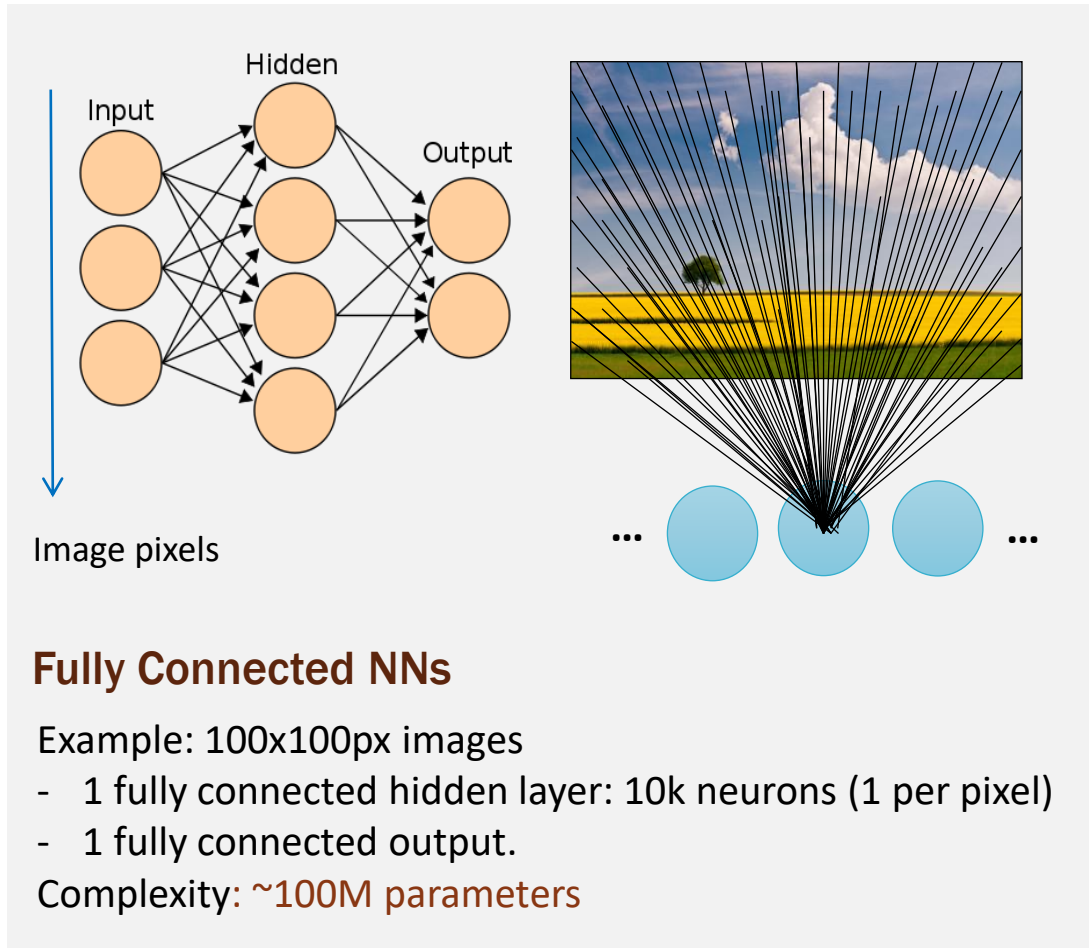 Hidden
Input
Output
Image pixels
... ...
Fully Connected NNs
Example: 100x100px images
- 1 fully connected hidden layer: 10k neurons (1 per pixel)
- 1 fully connected output.
Complexity: ~100M parameters